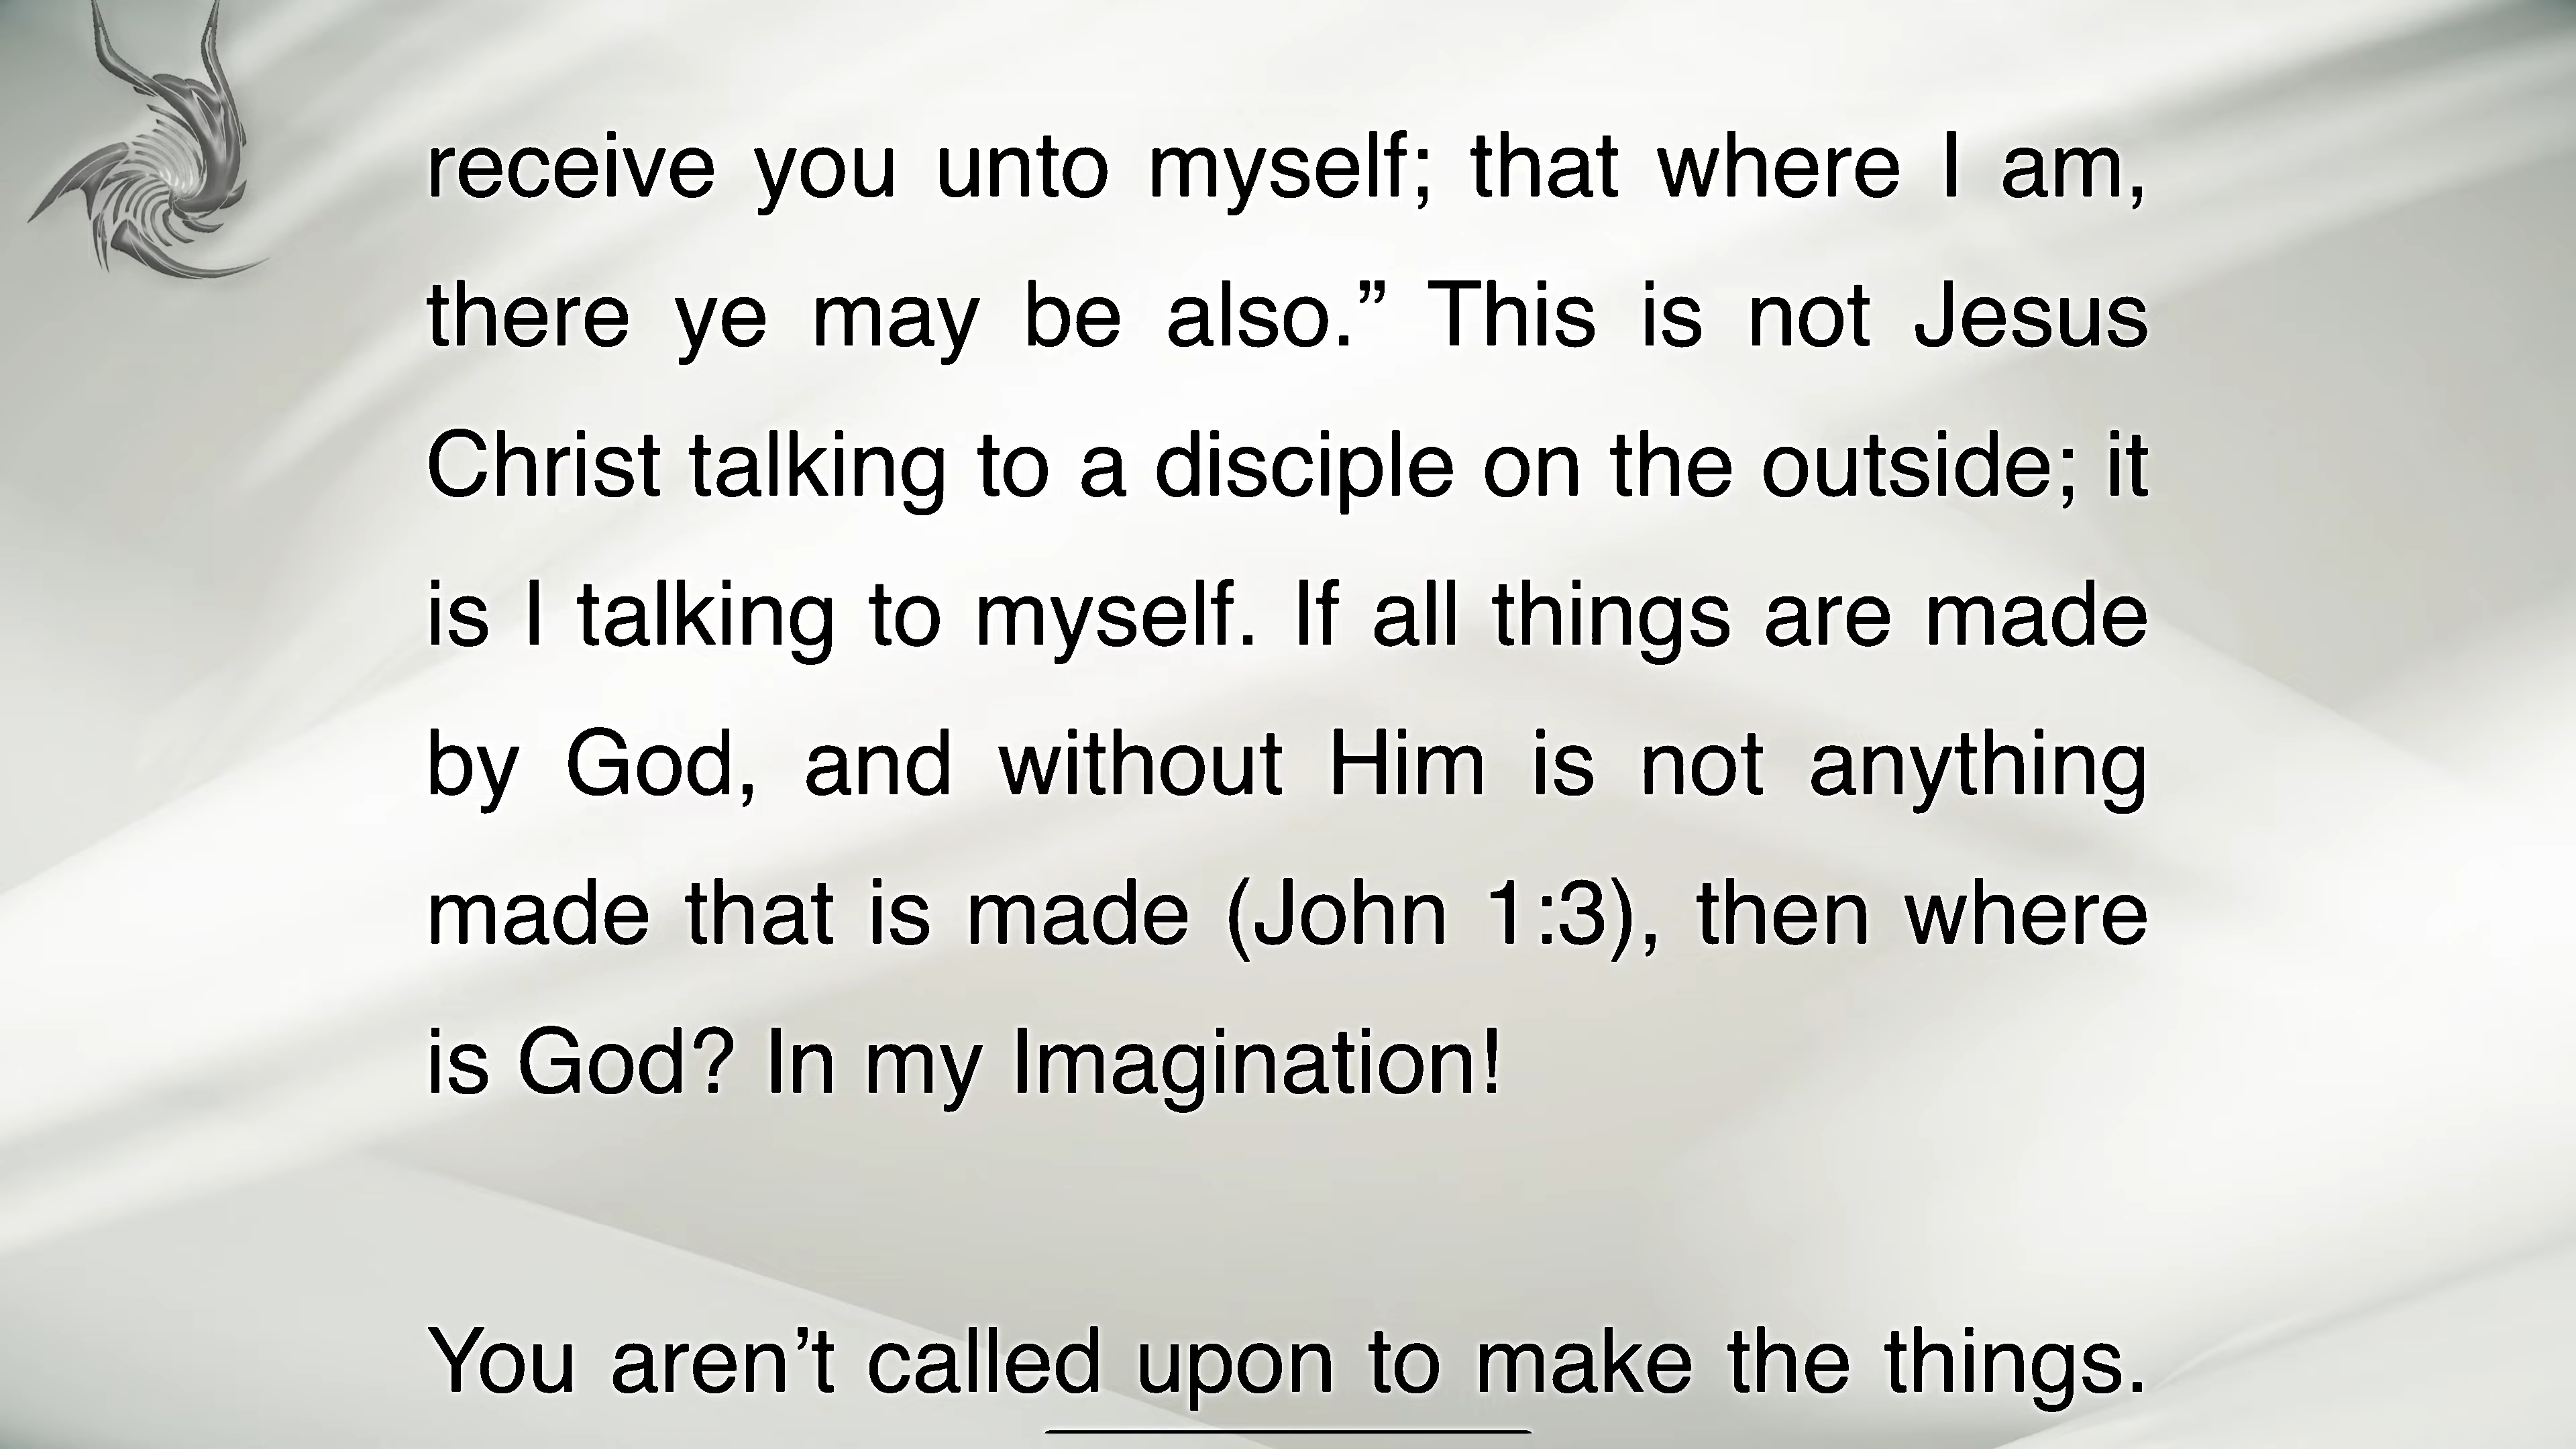 receive you unto myself; that where I am,
there ye may be also.” This is not Jesus
Christ talking to a disciple on the outside; it
is I talking to myself. If all things are made
by God, and without Him is not anything
made that is made (John 1:3), then where
is God? In my Imagination!
You aren’t called upon to make the things.